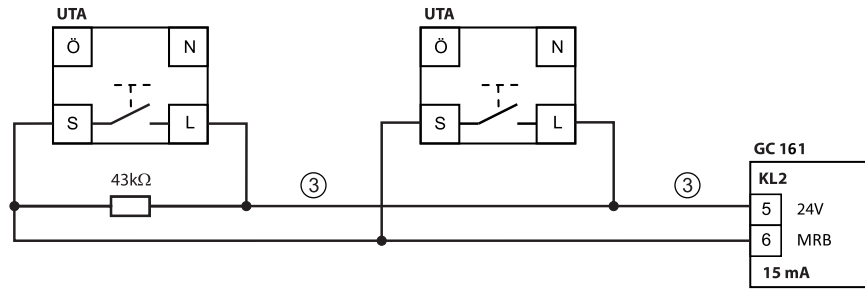 UTA
Ö N
S L
43kΩ
③
UTA
Ö N
S L
③
GC 161
KL2
5 24V
6 MRB
15 mA